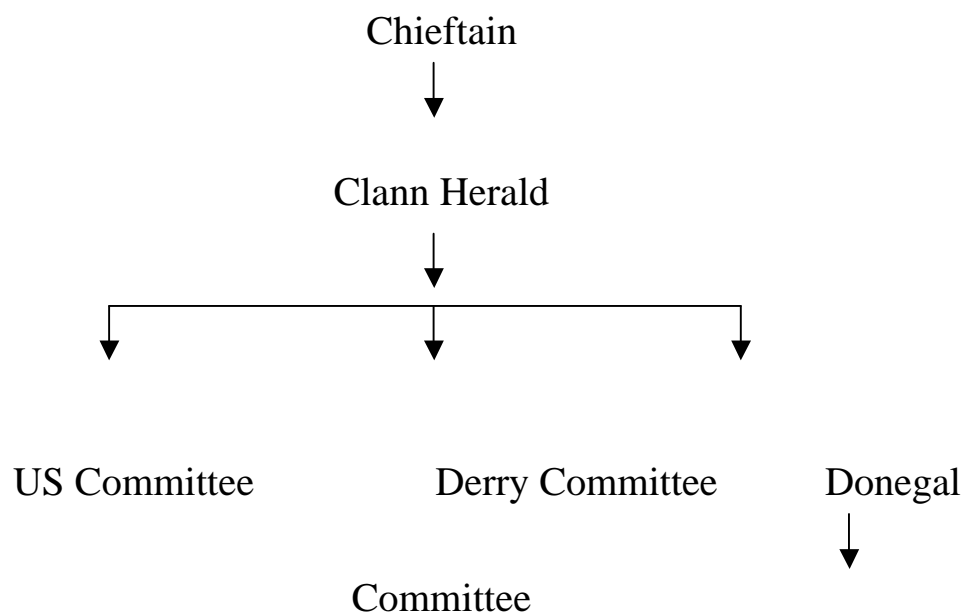 Chieftain
Clann Herald
US Committee Derry Committee Donegal
Committee